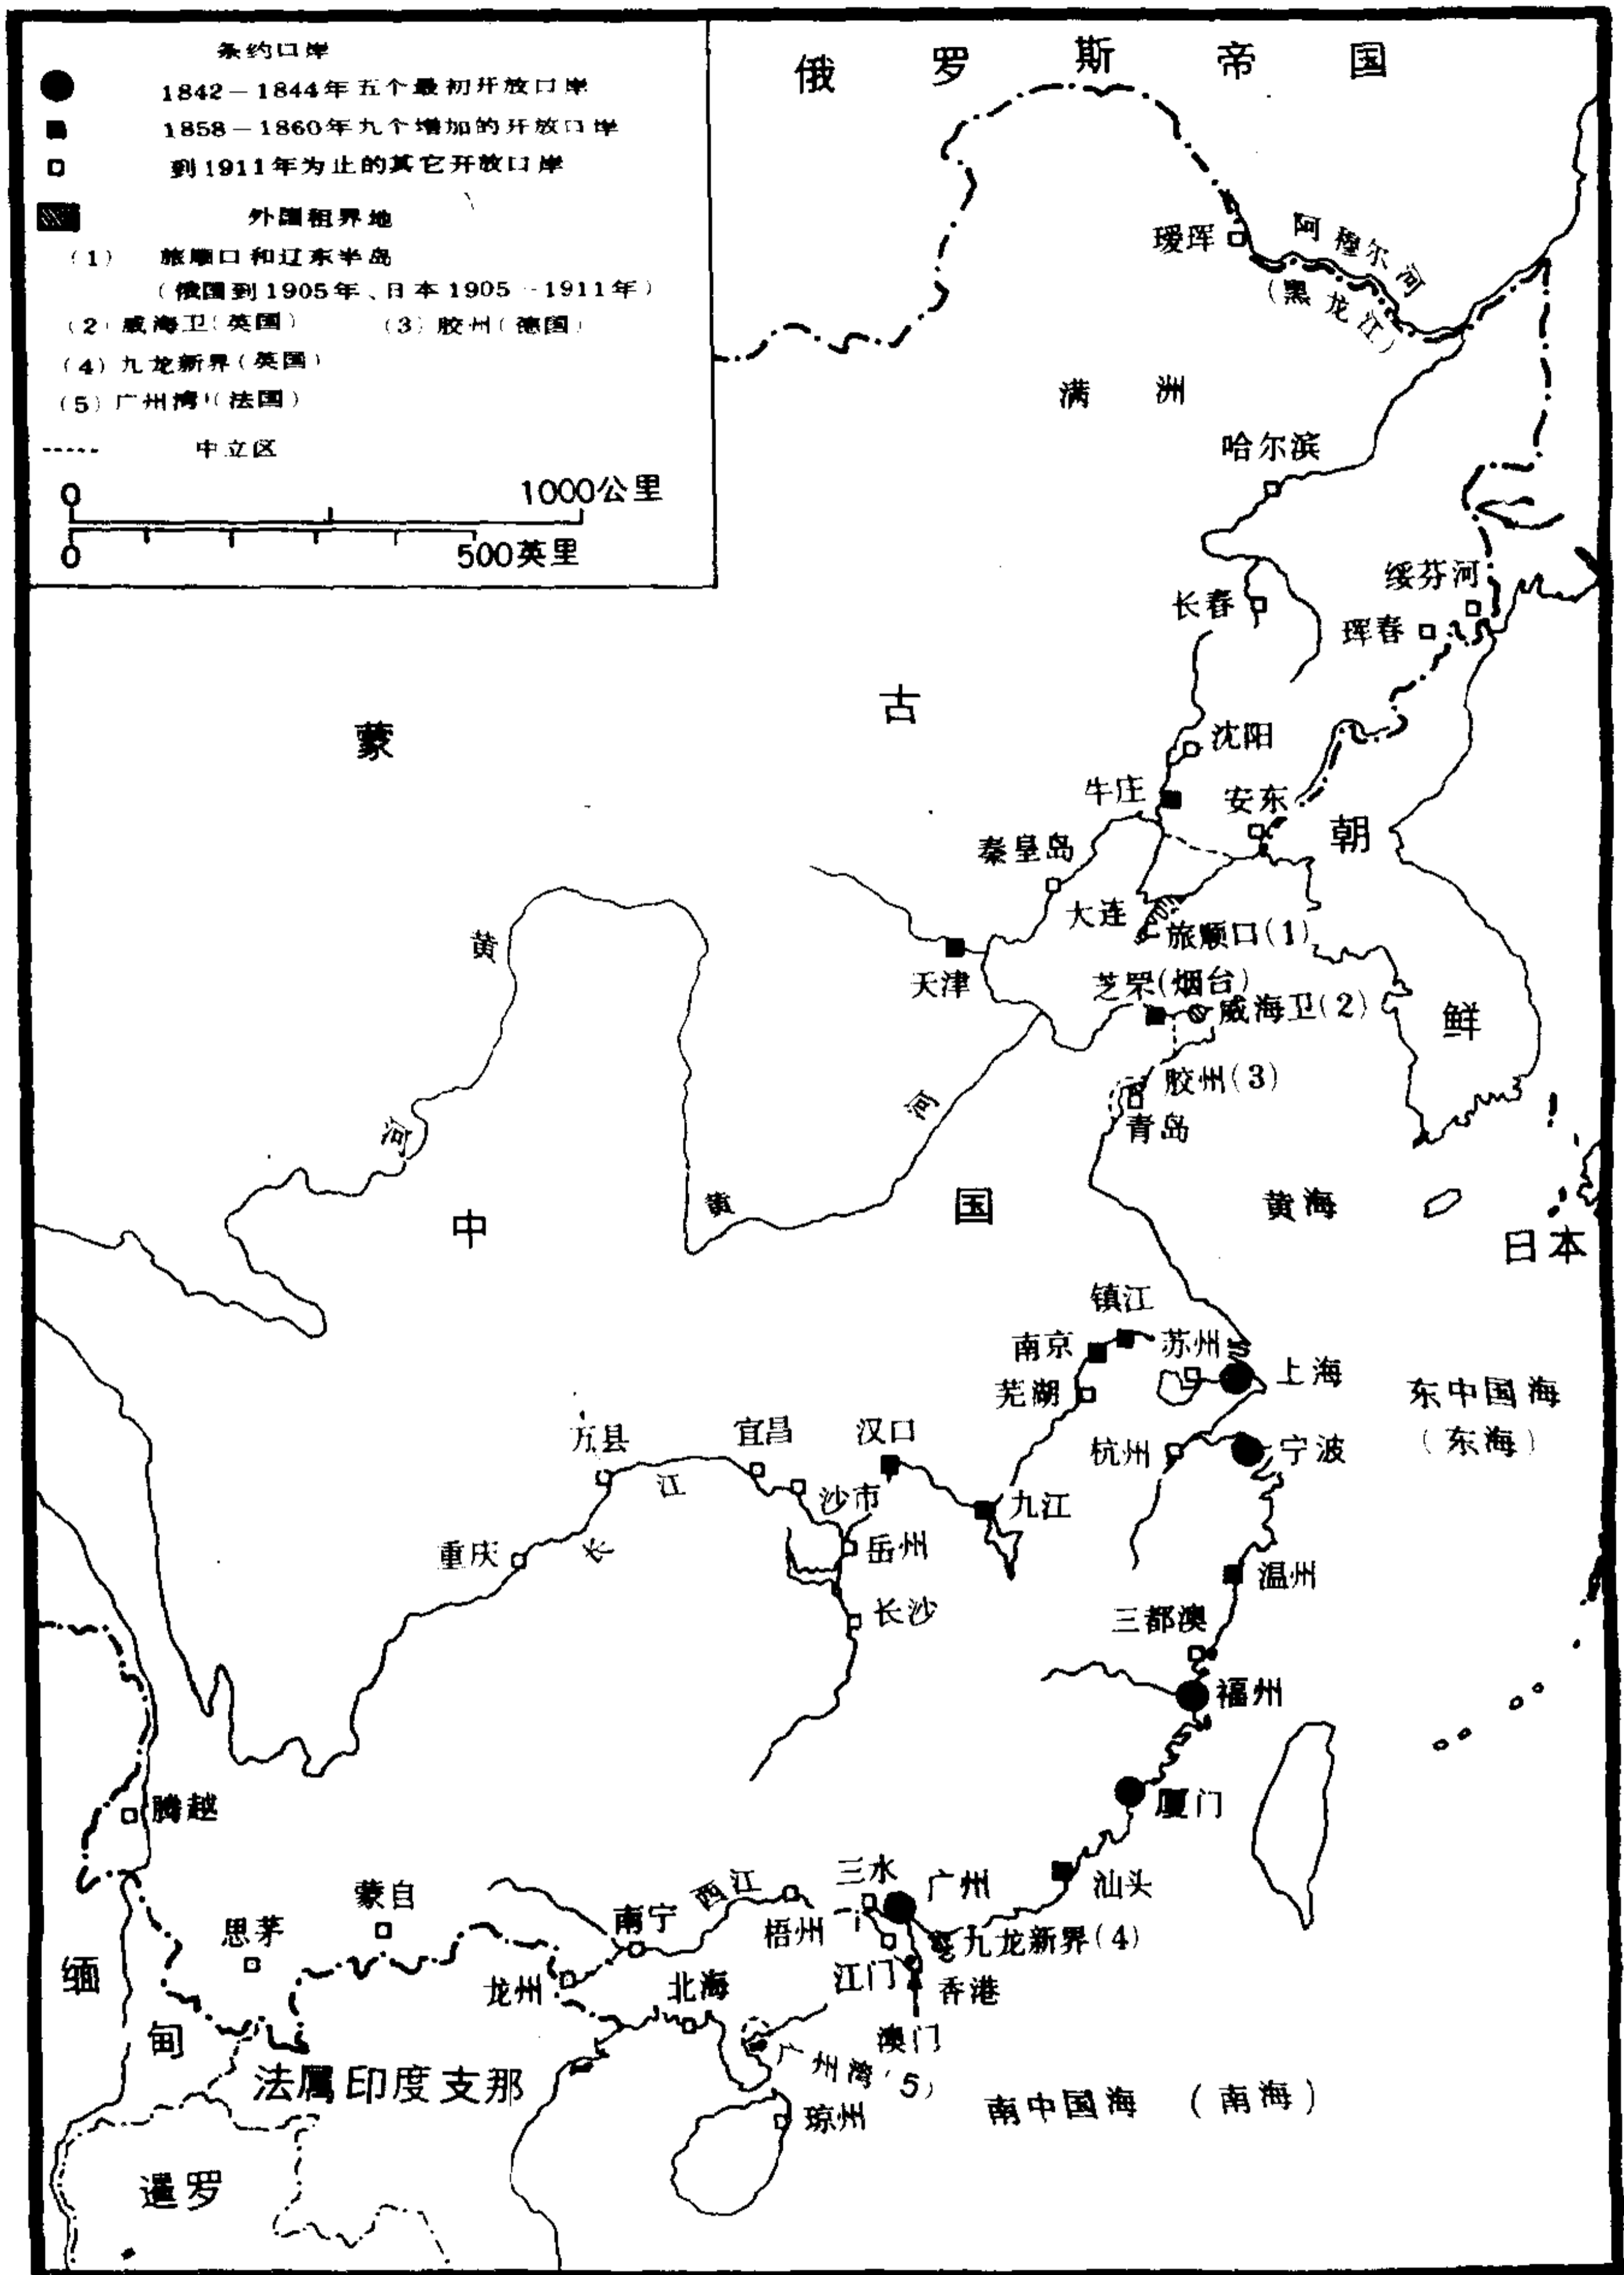 条约口岸
1842－1844年五个最初开放口岸
1858－1860年九个增加的开放口岸
到1911年为止的其它开放口岸
外国租界地
(1) 旅顺口和辽东半岛
(俄国到1905年、日本1905－1911年)
(2)威海卫(英国) (3)胶州(德国)
(4)九龙新界(英国)
(5)广州湾(法国)
中立区
0 1000公里
0 500英里
俄罗斯帝国
瑷珲
阿穆尔河
(黑龙江)
满洲
哈尔滨
绥芬河
长春
珲春
蒙古
沈阳
牛庄
安东
朝鲜
秦皇岛
大连
旅顺口(1)
黄河
天津
芝罘(烟台)
威海卫(2)
胶州(3)
青岛
黄河
中国
黄海
日本
镇江
南京
苏州
上海
芜湖
东中国海
(东海)
万县
宜昌
汉口
杭州
宁波
长江
沙市
九江
重庆
岳州
温州
长沙
三都澳
福州
腾越
厦门
三水
广州
汕头
蒙自
西江
思茅
南宁
梧州
九龙新界(4)
缅甸
龙州
北海
江门
香港
澳门
法属印度支那
广州湾(5)
南中国海 (南海)
琼州
暹罗